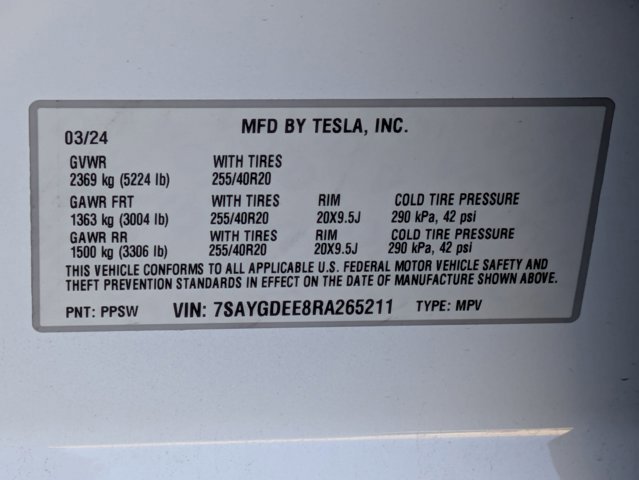 MFD BY TESLA, INC.
03/24
GVWR WITH TIRES
2369 kg (5224 lb) 255/40R20
GAWR FRT WITH TIRES RIM COLD TIRE PRESSURE
1363 kg (3004 lb) 255/40R20 20X9.5J 290 kPa, 42 psi
GAWR RR WITH TIRES RIM COLD TIRE PRESSURE
1500 kg (3306 lb) 255/40R20 20X9.5J 290 kPa, 42 psi
THIS VEHICLE CONFORMS TO ALL APPLICABLE U.S. FEDERAL MOTOR VEHICLE SAFETY AND
THEFT PREVENTION STANDARDS IN EFFECT ON THE DATE OF MANUFACTURE SHOWN ABOVE.
PNT: PPSW VIN: 7SAYGDEE8RA265211 TYPE: MPV